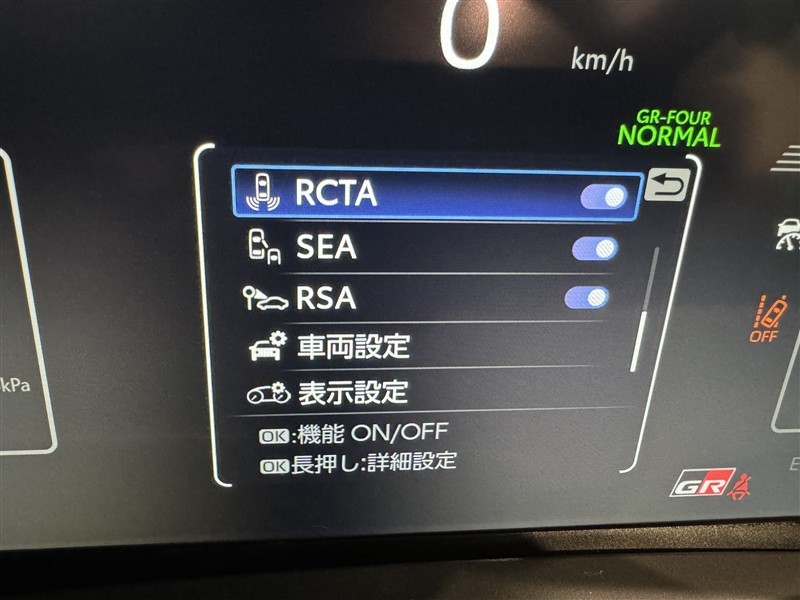 0
km/h
GR-FOUR
NORMAL
RCTA
SEA
RSA
車両設定
表示設定
kPa
OFF
OK:機能 ON/OFF
OK長押し:詳細設定
GR
E